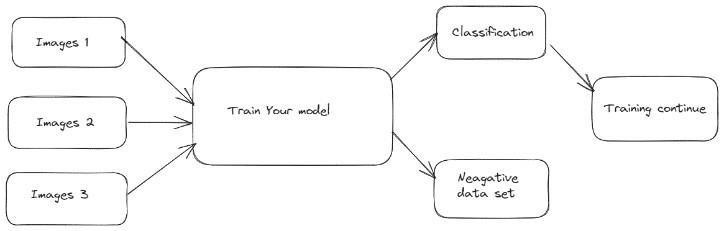 Images 1
Images 2
Images 3
Train Your model
Classification
Neagative
data set
Training continue